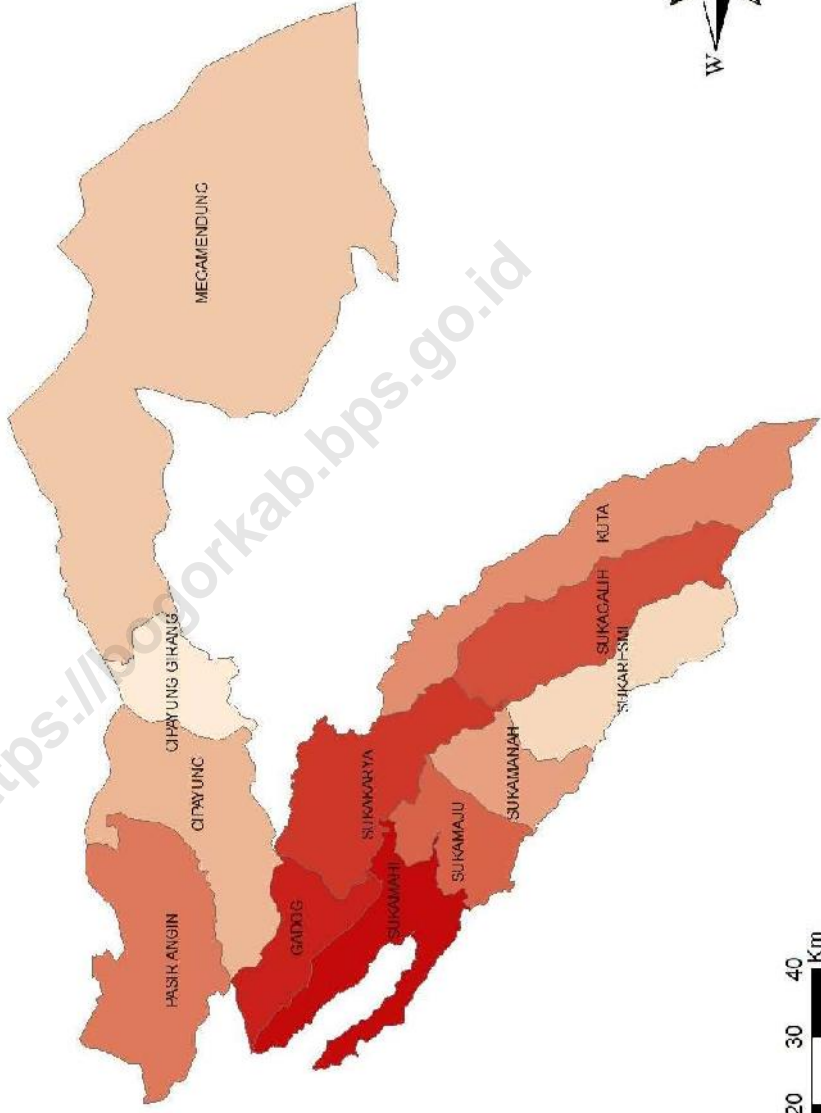 MEGAMENDUNG
CIPAYUNG GIRANG
CIPAYUNG
PASIR ANGIN
GADOG
SUKAKARYA
SUKAMAHI
SUKAMAJU
SUKAMANAH
SUKARESMI
SUKAGALIH
KUTA
W
20
30
40
Km
tps://bogorkab.bps.go.id